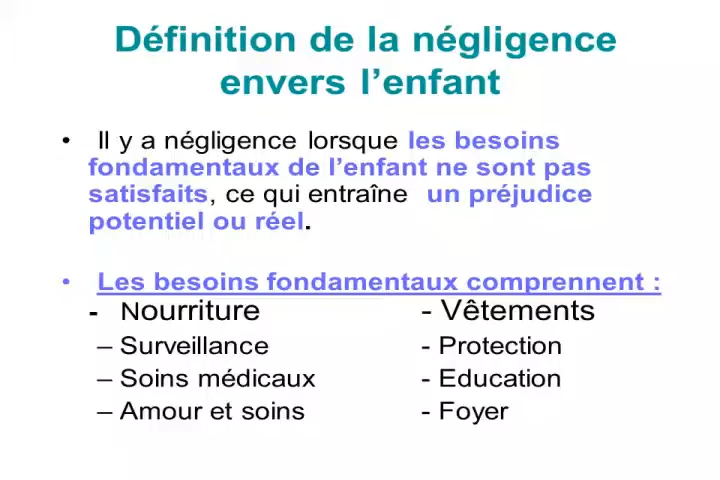 Définition de la négligence
envers l’enfant
• Il y a négligence lorsque les besoins
fondamentaux de l’enfant ne sont pas
satisfaits, ce qui entraîne un préjudice
potentiel ou réel.
• Les besoins fondamentaux comprennent :
- Nourriture - Vêtements
– Surveillance - Protection
– Soins médicaux - Education
– Amour et soins - Foyer